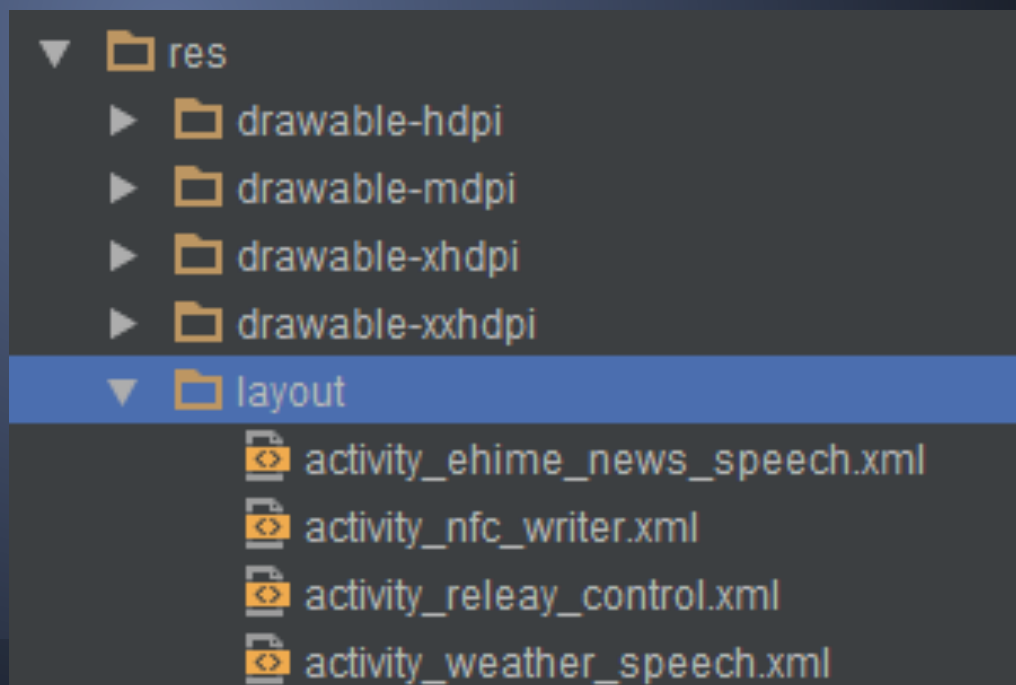 res
drawable-hdpi
drawable-mdpi
drawable-xhdpi
drawable-xxhdpi
layout
activity_ehime_news_speech.xml
activity_nfc_writer.xml
activity_releay_control.xml
activity_weather_speech.xml